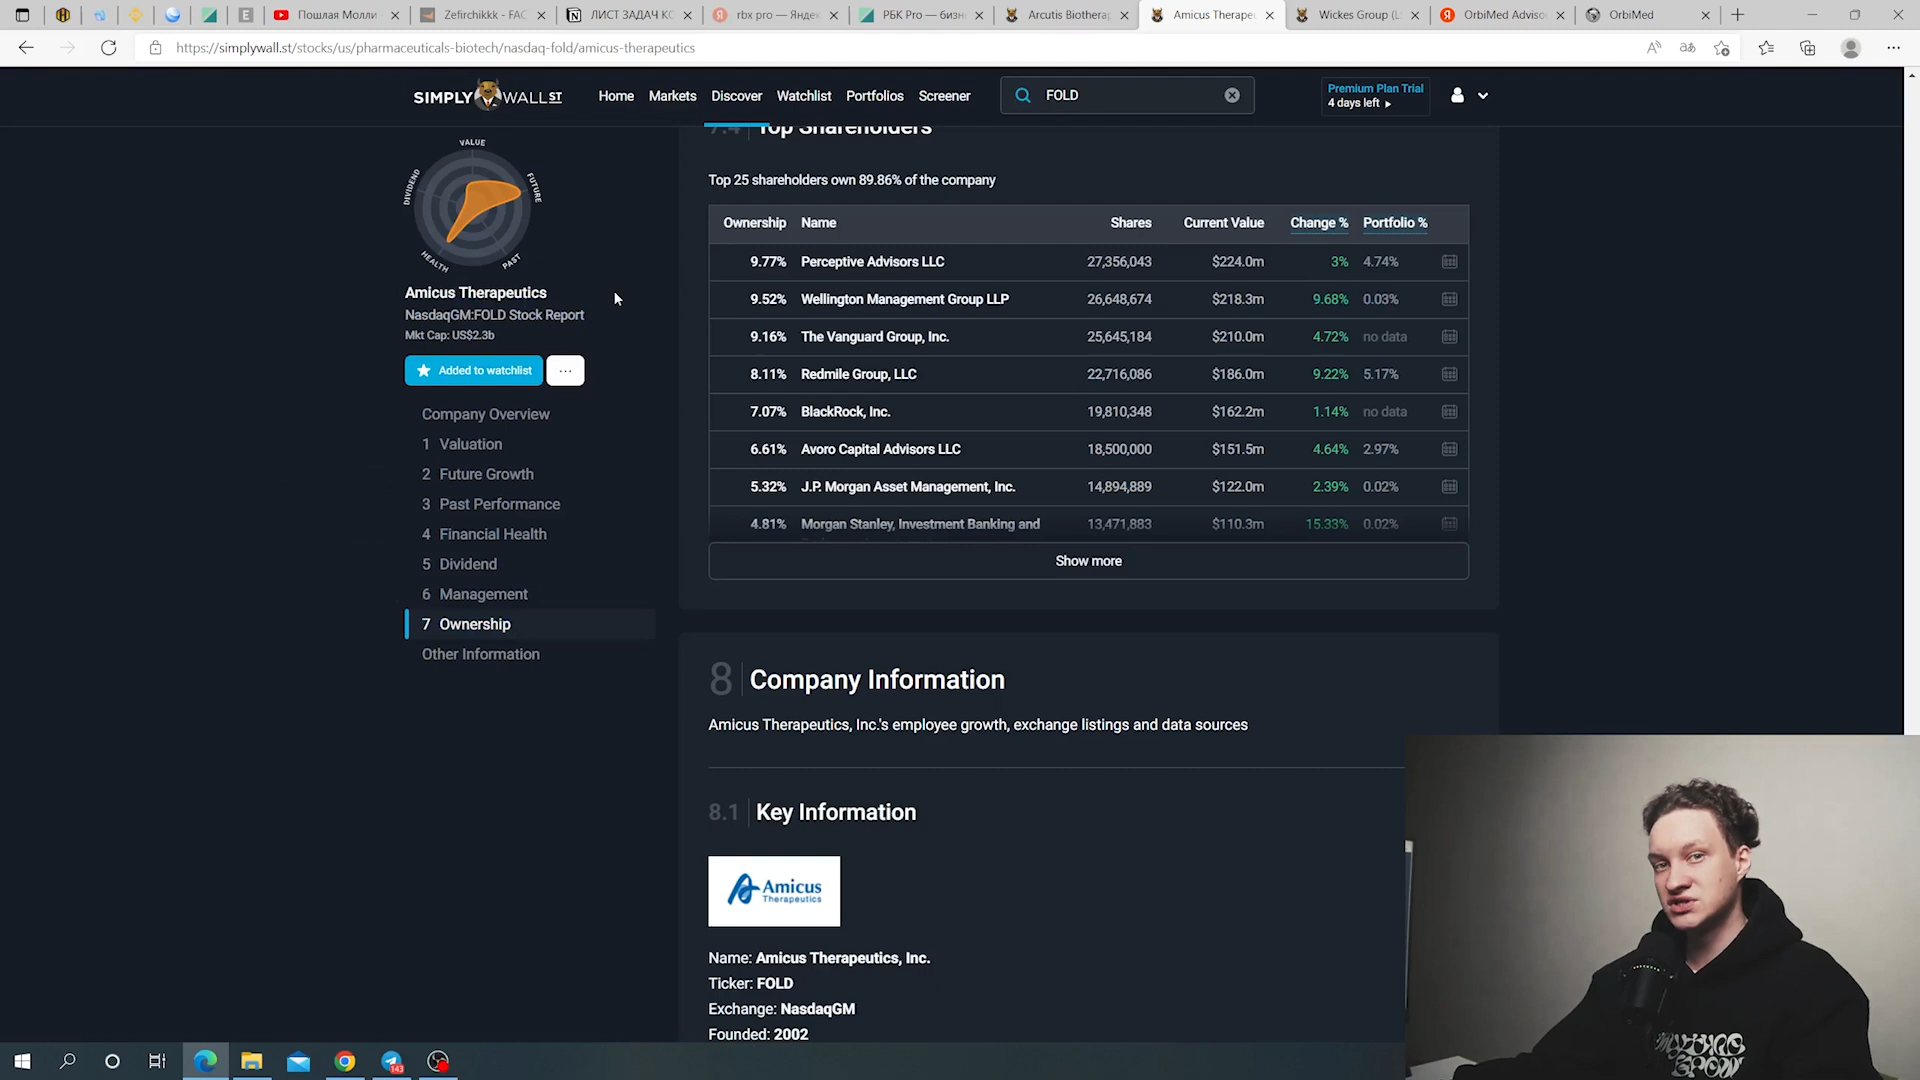 Пошлая Молли
Zefirchikkk - FAC
ЛИСТ ЗАДАЧ КС
rbx pro — Яндек
РБК Pro — бизн
Arcutis Biotherap
Amicus Therapeu
Wickes Group (L
OrbiMed Adviso
OrbiMed
https://simplywall.st/stocks/us/pharmaceuticals-biotech/nasdaq-fold/amicus-therapeutics
SIMPLY WALL ST
Home Markets Discover Watchlist Portfolios Screener
FOLD
Premium Plan Trial
4 days left
VALUE
FUTURE
PAST
HEALTH
DIVIDEND
Amicus Therapeutics
NasdaqGM:FOLD Stock Report
Mkt Cap: US$2.3b
Added to watchlist
...
Company Overview
1 Valuation
2 Future Growth
3 Past Performance
4 Financial Health
5 Dividend
6 Management
7 Ownership
Other Information
7.4 Top Shareholders
Top 25 shareholders own 89.86% of the company
Ownership Name Shares Current Value Change % Portfolio %
9.77% Perceptive Advisors LLC 27,356,043 $224.0m 3% 4.74%
9.52% Wellington Management Group LLP 26,648,674 $218.3m 9.68% 0.03%
9.16% The Vanguard Group, Inc. 25,645,184 $210.0m 4.72% no data
8.11% Redmile Group, LLC 22,716,086 $186.0m 9.22% 5.17%
7.07% BlackRock, Inc. 19,810,348 $162.2m 1.14% no data
6.61% Avoro Capital Advisors LLC 18,500,000 $151.5m 4.64% 2.97%
5.32% J.P. Morgan Asset Management, Inc. 14,894,889 $122.0m 2.39% 0.02%
4.81% Morgan Stanley, Investment Banking and 13,471,883 $110.3m 15.33% 0.02%
Show more
8 Company Information
Amicus Therapeutics, Inc.'s employee growth, exchange listings and data sources
8.1 Key Information
Amicus
Therapeutics
Name: Amicus Therapeutics, Inc.
Ticker: FOLD
Exchange: NasdaqGM
Founded: 2002
143